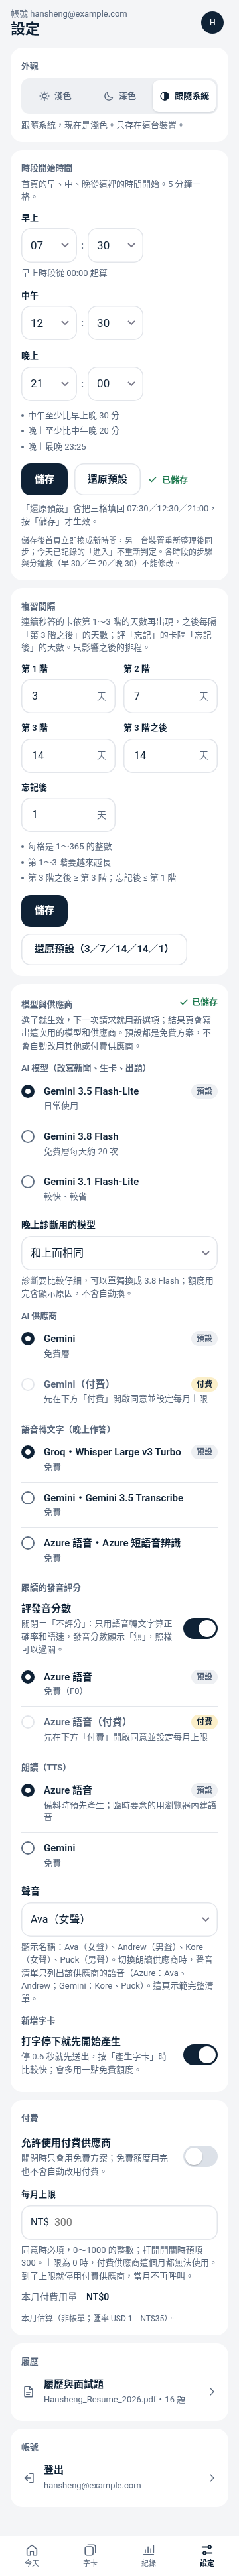 帳號 hansheng@example.com
設定
H
外觀
淺色
深色
跟隨系統
跟隨系統，現在是淺色。只存在這台裝置。
時段開始時間
首頁的早、中、晚從這裡的時間開始。5 分鐘一
格。
早上
07 : 30
早上時段從 00:00 起算
中午
12 : 30
晚上
21 : 00
• 中午至少比早上晚 30 分
• 晚上至少比中午晚 20 分
• 晚上最晚 23:25
儲存
還原預設
已儲存
「還原預設」會把三格填回 07:30／12:30／21:00，
按「儲存」才生效。
儲存後首頁立即換成新時間，另一台裝置重新整理後同
步；今天已記錄的「進入」不重新判定。各時段的步驟
與分鐘數（早 30／午 20／晚 30）不能修改。
複習間隔
連續秒答的卡依第 1～3 階的天數再出現，之後每隔
「第 3 階之後」的天數；評「忘記」的卡隔「忘記
後」的天數。只影響之後的排程。
第 1 階
第 2 階
3 天
7 天
第 3 階
第 3 階之後
14 天
14 天
忘記後
1 天
• 每格是 1～365 的整數
• 第 1～3 階要越來越長
• 第 3 階之後 ≥ 第 3 階；忘記後 ≤ 第 1 階
儲存
還原預設（3／7／14／14／1）
模型與供應商
已儲存
選了就生效，下一次請求就用新選項；結果頁會寫
出這次用的模型和供應商。預設都是免費方案，不
會自動改用其他或付費供應商。
AI 模型（改寫新聞、生卡、出題）
Gemini 3.5 Flash-Lite
預設
日常使用
Gemini 3.8 Flash
免費層每天約 20 次
Gemini 3.1 Flash-Lite
較快、較省
晚上診斷用的模型
和上面相同
診斷要比較仔細，可以單獨換成 3.8 Flash；額度用
完會顯示原因，不會自動換。
AI 供應商
Gemini
預設
免費層
Gemini（付費）
付費
先在下方「付費」開啟同意並設定每月上限
語音轉文字（晚上作答）
Groq・Whisper Large v3 Turbo
預設
免費
Gemini・Gemini 3.5 Transcribe
免費
Azure 語音・Azure 短語音辨識
免費
跟讀的發音評分
評發音分數
關閉＝「不評分」：只用語音轉文字算正
確率和語速，發音分數顯示「無」，照樣
可以過關。
Azure 語音
預設
免費（F0）
Azure 語音（付費）
付費
先在下方「付費」開啟同意並設定每月上限
朗讀（TTS）
Azure 語音
預設
備料時預先產生；臨時要念的用瀏覽器內建語
音
Gemini
免費
聲音
Ava（女聲）
顯示名稱：Ava（女聲）、Andrew（男聲）、Kore
（女聲）、Puck（男聲）。切換朗讀供應商時，聲音
清單只列出該供應商的語音（Azure：Ava、
Andrew；Gemini：Kore、Puck）。這頁示範完整清
單。
新增字卡
打字停下就先開始產生
停 0.6 秒就先送出，按「產生字卡」時
比較快；會多用一點免費額度。
付費
允許使用付費供應商
關閉時只會用免費方案；免費額度用完
也不會自動改用付費。
每月上限
NT$ 300
同意時必填，0～1000 的整數；打開開關時預填
300。上限為 0 時，付費供應商這個月都無法使用。
到了上限就停用付費供應商，當月不再呼叫。
本月付費用量 NT$0
本月估算（非帳單；匯率 USD 1＝NT$35）。
履歷
履歷與面試題
Hansheng_Resume_2026.pdf・16 題
帳號
登出
hansheng@example.com
今天
字卡
紀錄
設定